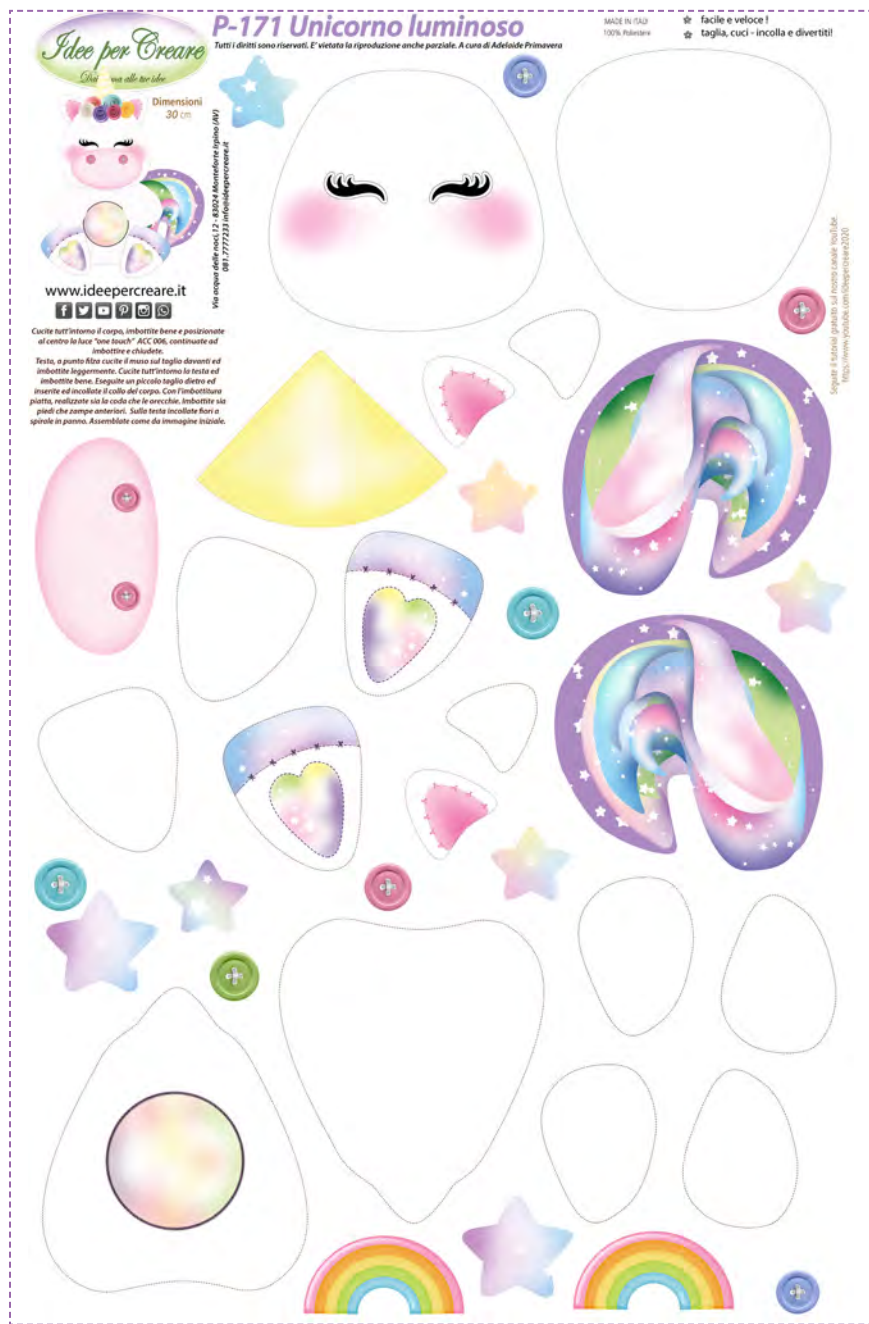 Idee per Creare
P-171 Unicorno luminoso
Tutti i diritti sono riservati. E' vietata la riproduzione anche parziale. A cura di Adelaide Primavera
MADE IN ITALY
100% Poliestere
facile e veloce !
taglia, cuci - incolla e divertiti!
Dimensioni
30 cm
Via acqua delle noci,12 - 83024 Monteforte Irpino (AV)
081.7777233 info@ideepercreare.it
www.ideepercreare.it
Cucite tutt'intorno il corpo, imbottite bene e posizionate
al centro la luce "one touch" ACC 006, continuate ad
imbottire e chiudete.
Testa, a punto filza cucite il muso sul taglio davanti ed
imbottite leggermente. Cucite tutt'intorno la testa ed
imbottite bene. Eseguite un piccolo taglio dietro ed
inserite ed incollate il collo del corpo. Con l'imbottitura
piatta, realizzate sia la coda che le orecchie. Imbottite sia
piedi che zampe anteriori. Sulla testa incollate fiori a
spirale in panno. Assemblate come da immagine iniziale.
Seguite il tutorial gratuito sul nostro canale YouTube
https://www.youtube.com/ideepercreare2020